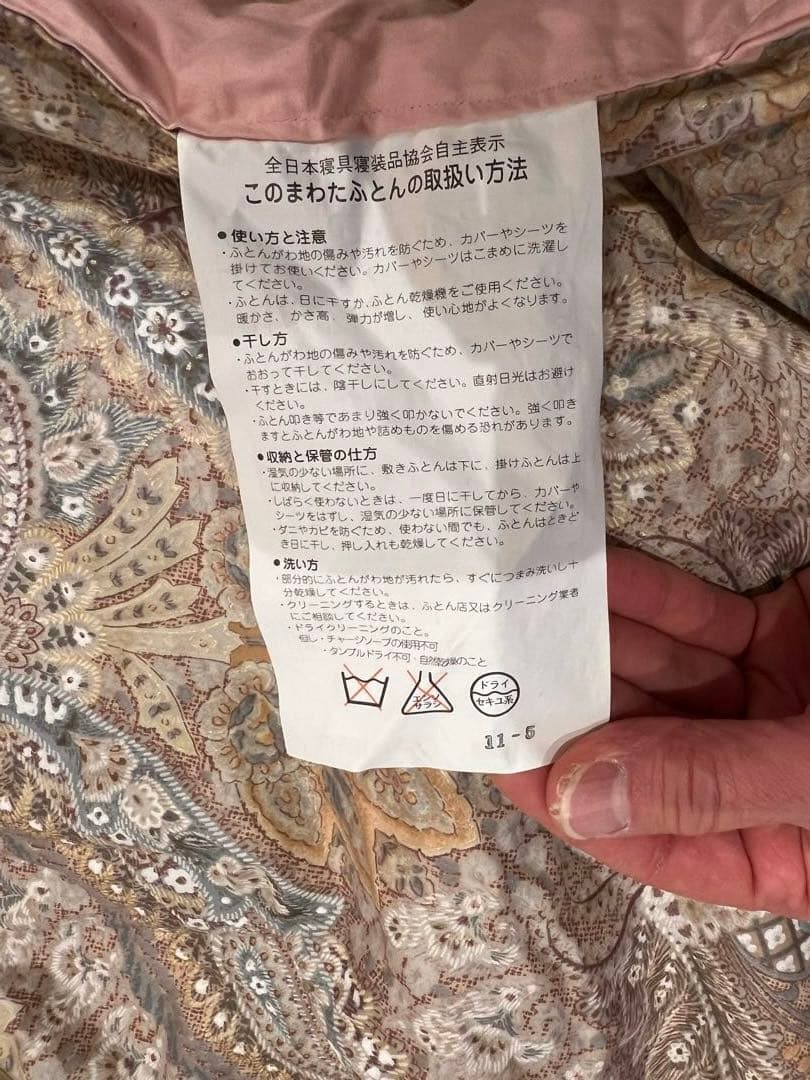 全日本寝具寝装品協会自主表示
このまわたふとんの取扱い方法
●使い方と注意
・ふとんがわ地の傷みや汚れを防ぐため、カバーやシーツを
掛けてお使いください。カバーやシーツはこまめに洗濯し
てください。
・ふとんは、日に干すか、ふとん乾燥機をご使用ください。
暖かさ、かさ高、弾力が増し、使い心地がよくなります。
●干し方
・ふとんがわ地の傷みや汚れを防ぐため、カバーやシーツで
おおって干してください。
・干すときには、陰干しにしてください。直射日光はお避け
ください。
・ふとん叩き等であまり強く叩かないでください。強く叩き
ますとふとんがわ地や詰めものを傷める恐れがあります。
●収納と保管の仕方
・湿気の少ない場所に、敷きふとんは下に、掛けふとんは上
に収納してください。
・しばらく使わないときは、一度日に干してから、カバーや
シーツをはずし、湿気の少ない場所に保管してください。
・ダニやカビを防ぐため、使わない間でも、ふとんはときど
き日に干し、押し入れも乾燥してください。
●洗い方
・部分的にふとんがわ地が汚れたら、すぐにつまみ洗いし十
分乾燥してください。
・クリーニングするときは、ふとん店又はクリーニング業者
にご相談してください。
・ドライクリーニングのこと。
但し・チャージソープの使用不可
・タンブルドライ不可・自然乾燥のこと
エンソ
サラシ
ドライ
セキユ系
11-5